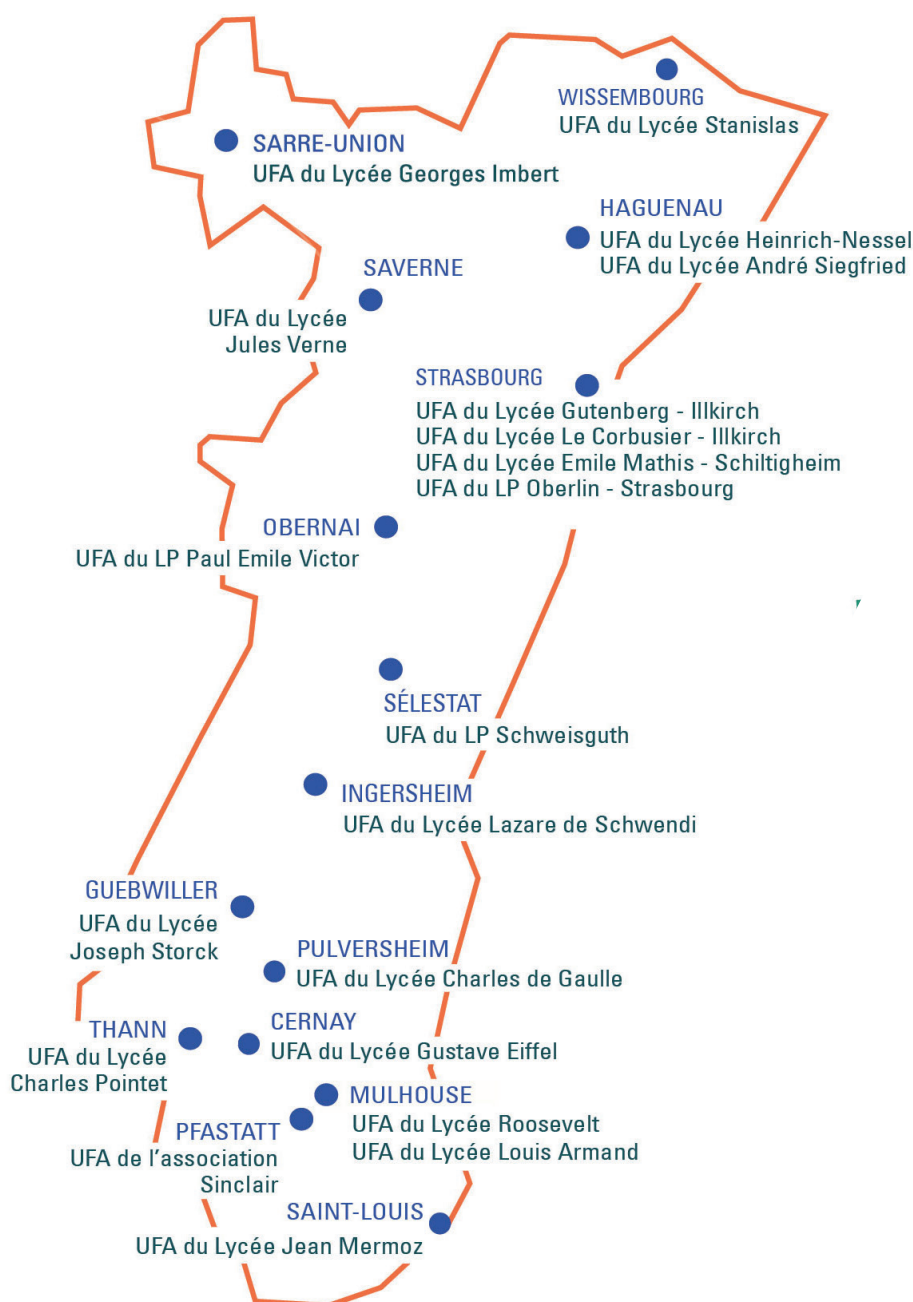 WISSEMBOURG
UFA du Lycée Stanislas
SARRE-UNION
UFA du Lycée Georges Imbert
HAGUENAU
UFA du Lycée Heinrich-Nessel
UFA du Lycée André Siegfried
SAVERNE
UFA du Lycée
Jules Verne
STRASBOURG
UFA du Lycée Gutenberg - Illkirch
UFA du Lycée Le Corbusier - Illkirch
UFA du Lycée Emile Mathis - Schiltigheim
UFA du LP Oberlin - Strasbourg
OBERNAI
UFA du LP Paul Emile Victor
SÉLESTAT
UFA du LP Schweisguth
INGERSHEIM
UFA du Lycée Lazare de Schwendi
GUEBWILLER
UFA du Lycée
Joseph Storck
PULVERSHEIM
UFA du Lycée Charles de Gaulle
THANN
UFA du Lycée
Charles Pointet
CERNAY
UFA du Lycée Gustave Eiffel
MULHOUSE
UFA du Lycée Roosevelt
UFA du Lycée Louis Armand
PFASTATT
UFA de l'association
Sinclair
SAINT-LOUIS
UFA du Lycée Jean Mermoz